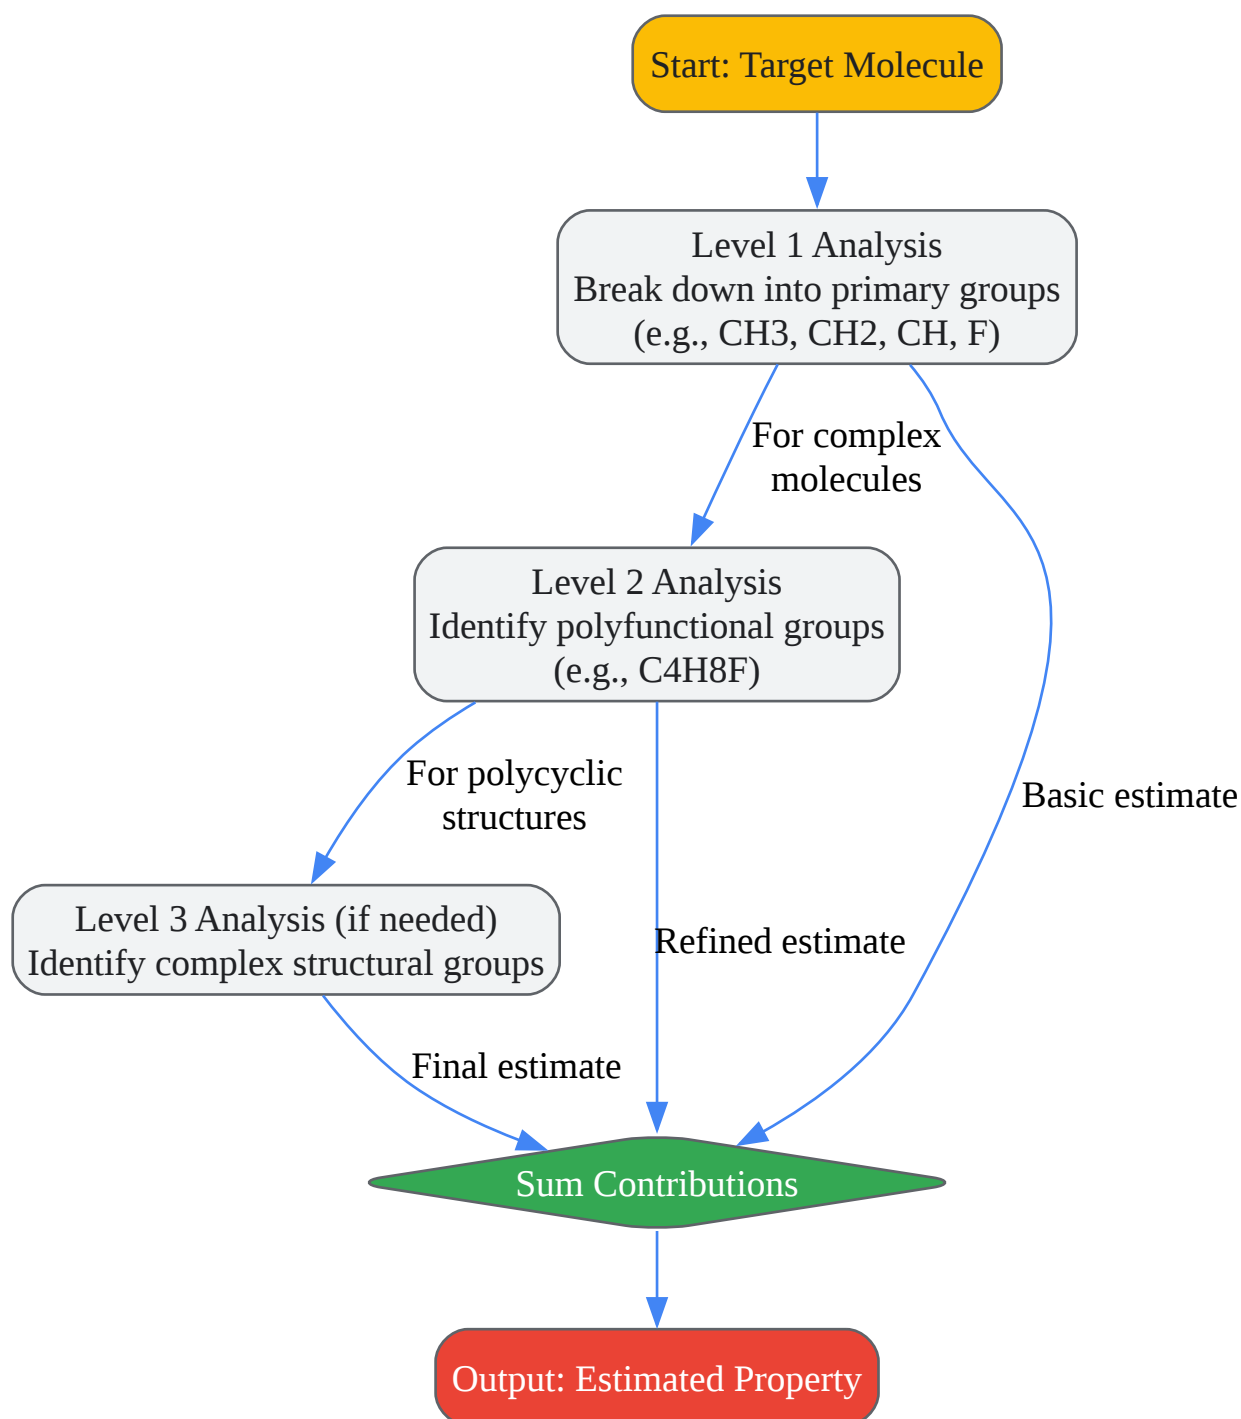 Start: Target Molecule
Level 1 Analysis
Break down into primary groups
(e.g., CH3, CH2, CH, F)
For complex
molecules
Level 2 Analysis
Identify polyfunctional groups
(e.g., C4H8F)
For polycyclic
structures
Basic estimate
Level 3 Analysis (if needed)
Identify complex structural groups
Refined estimate
Final estimate
Sum Contributions
Output: Estimated Property